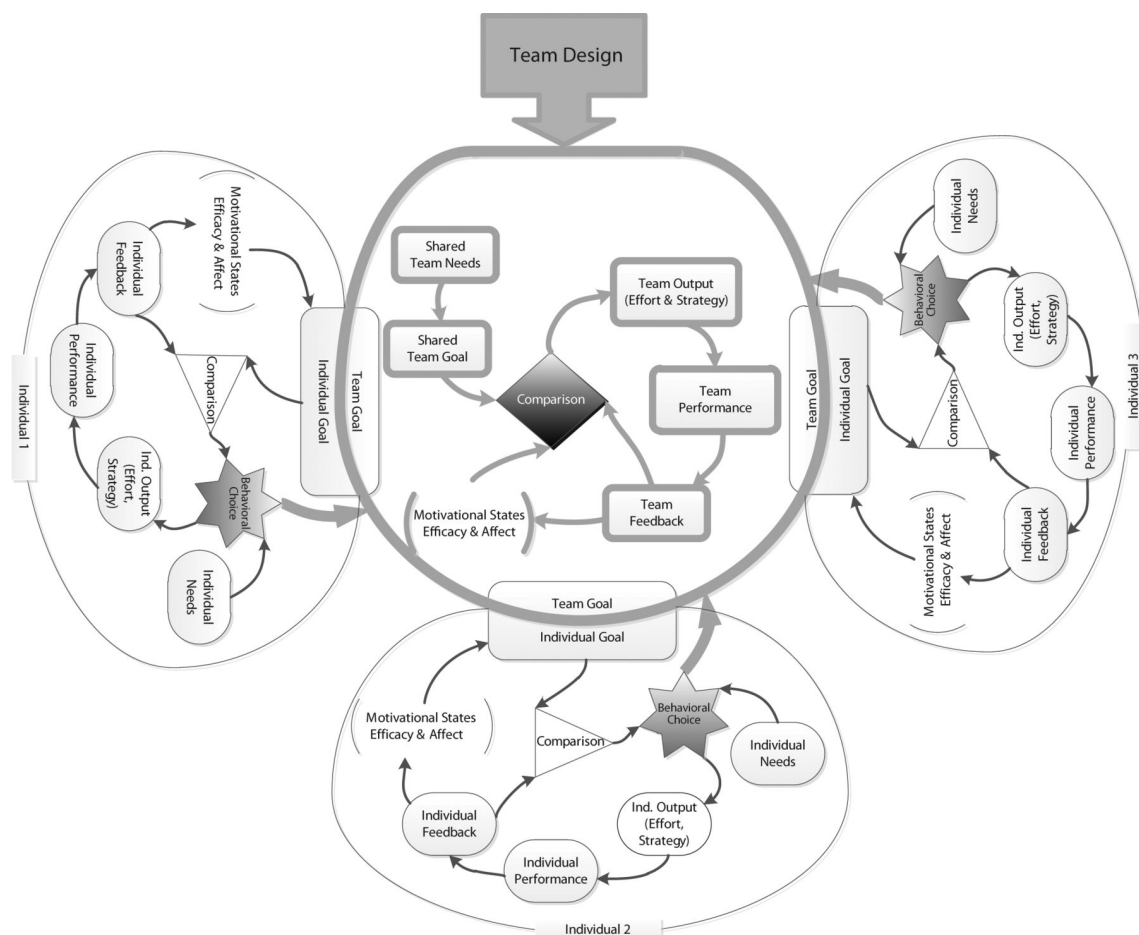 Team Design
Shared
Team Needs
Shared
Team Goal
Comparison
Team Output
(Effort & Strategy)
Team
Performance
Team
Feedback
Motivational States
Efficacy & Affect
Individual 1
Team Goal
Individual Goal
Motivational States
Efficacy & Affect
Individual
Feedback
Individual
Performance
Comparison
Ind. Output
(Effort,
Strategy)
Behavioral
Choice
Individual
Needs
Team Goal
Individual Goal
Motivational States
Efficacy & Affect
Comparison
Behavioral
Choice
Individual
Needs
Individual
Feedback
Ind. Output
(Effort,
Strategy)
Individual
Performance
Individual 2
Individual
Needs
Behavioral
Choice
Ind. Output
(Effort,
Strategy)
Team Goal
Individual Goal
Comparison
Individual
Performance
Individual
Feedback
Motivational States
Efficacy & Affect
Individual 3